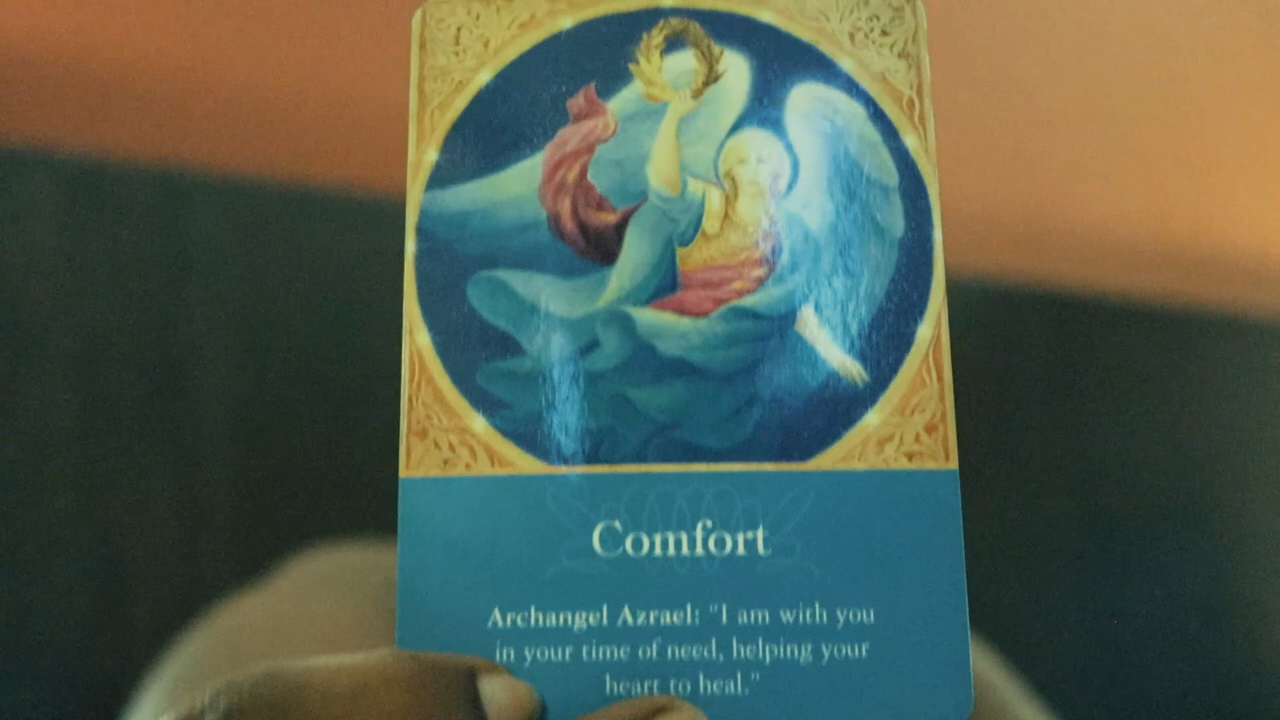 Comfort
Archangel Azrael: "I am with you
in your time of need, helping your
heart to heal."